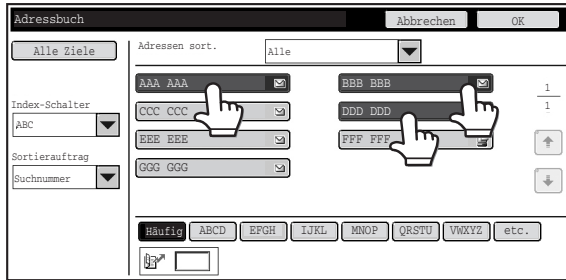 Adressbuch
Abbrechen
OK
Alle Ziele
Adressen sort.
Alle
AAA AAA
BBB BBB
CCC CCC
DDD DDD
EEE EEE
FFF FFF
GGG GGG
1
1
Index-Schalter
ABC
Sortierauftrag
Suchnummer
Häufig
ABCD
EFGH
IJKL
MNOP
QRSTU
VWXYZ
etc.